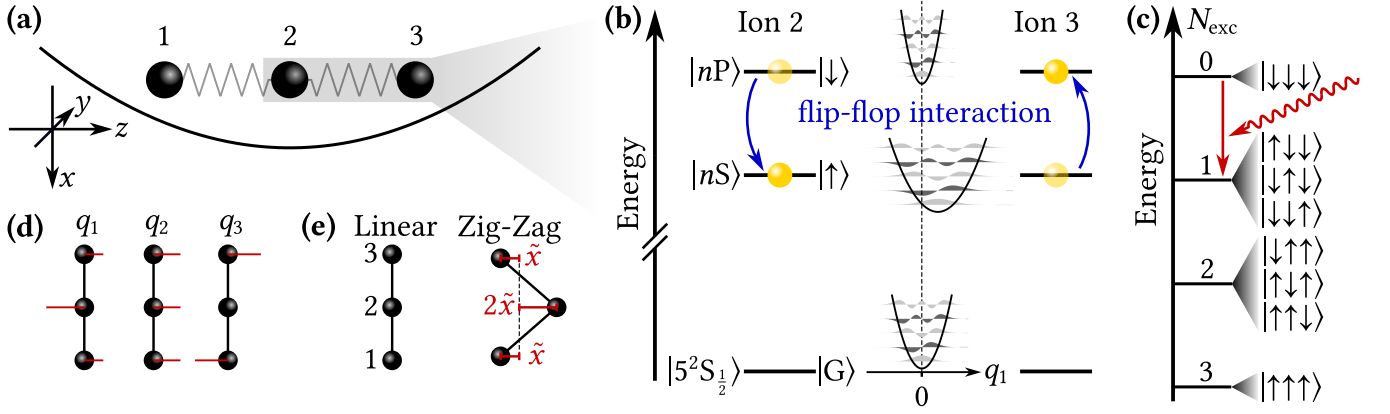 (a)
1 2 3
y
z
x
(b)
Ion 2
Ion 3
Energy
|nP⟩
|↓⟩
flip-flop interaction
|nS⟩
|↑⟩
|5²S½⟩
|G⟩
q₁
0
(c)
N_exc
Energy
0
|↓↓↓⟩
1
|↑↓↓⟩
|↓↑↓⟩
|↓↓↑⟩
2
|↓↑↑⟩
|↑↓↑⟩
|↑↑↓⟩
3
|↑↑↑⟩
(d)
q₁ q₂ q₃
(e)
Linear
Zig-Zag
3
2
1
x̃
2x̃
x̃